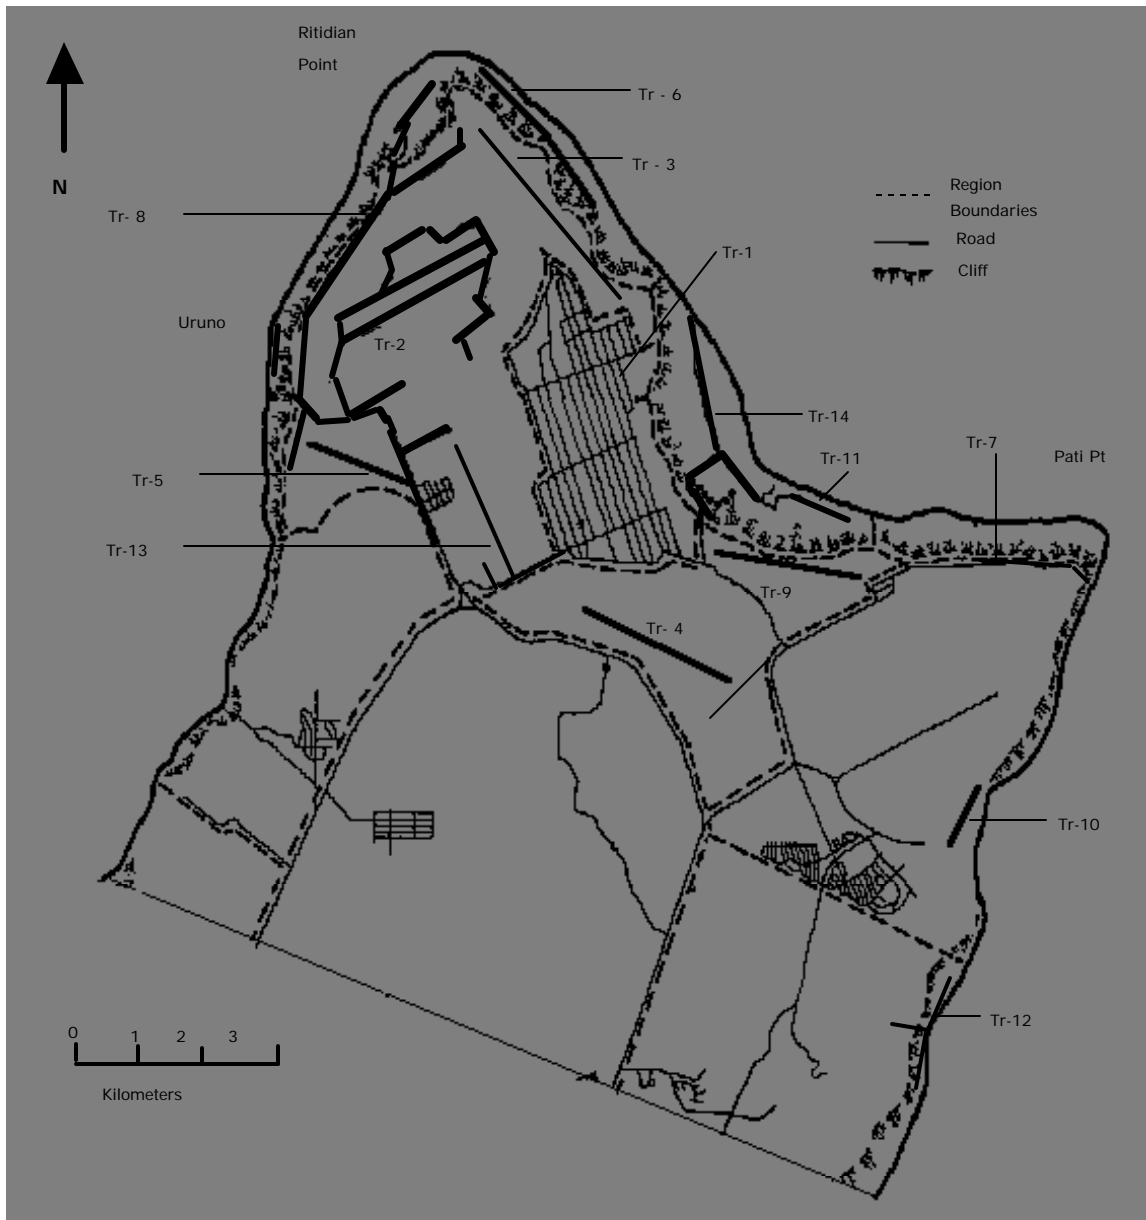 Ritidian
Point
Tr - 6
Tr - 3
N
Region
Boundaries
Tr- 8
Road
Tr-1
Cliff
Uruno
Tr-2
Tr-14
Tr-7
Tr-11
Pati Pt
Tr-5
Tr-13
Tr-9
Tr- 4
Tr-10
Tr-12
0 1 2 3
Kilometers